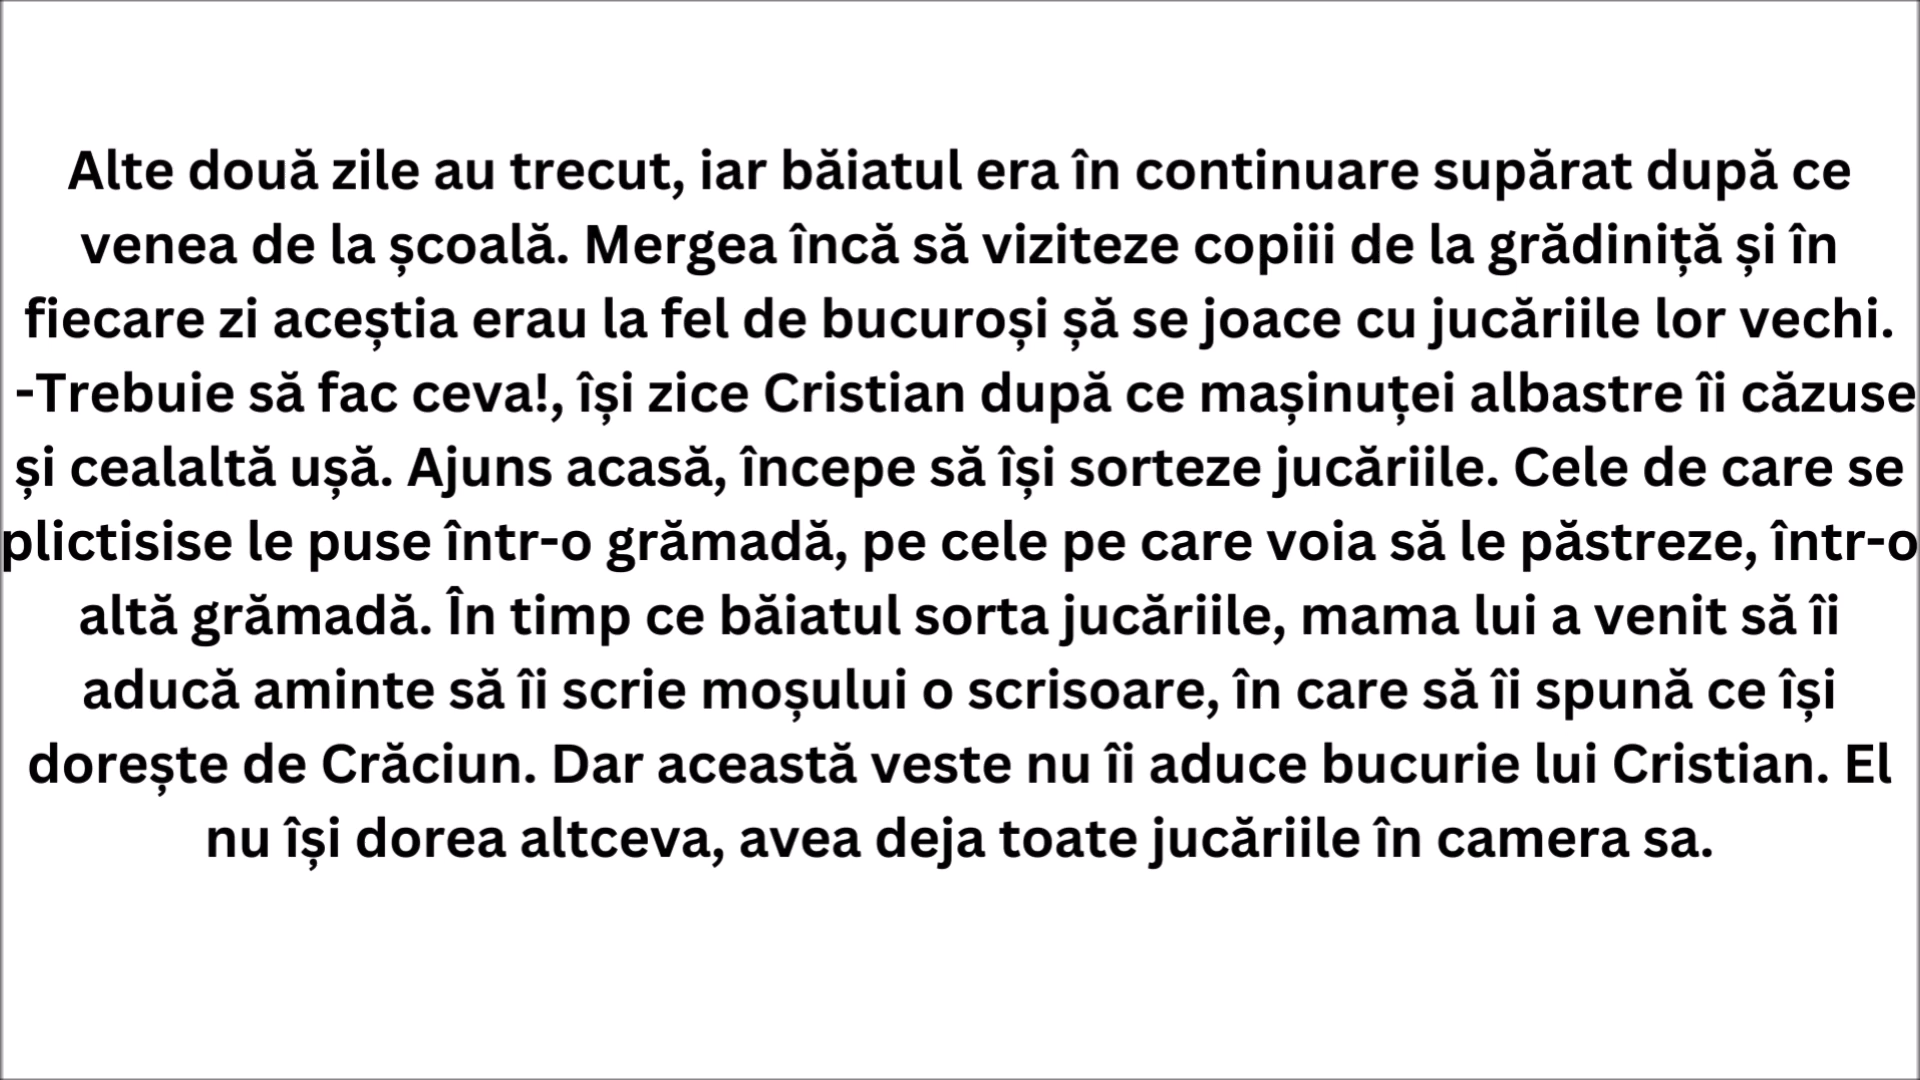 Alte două zile au trecut, iar băiatul era în continuare supărat după ce
venea de la școală. Mergea încă să viziteze copiii de la grădiniță și în
fiecare zi aceștia erau la fel de bucuroși șă se joace cu jucăriile lor vechi.
-Trebuie să fac ceva!, își zice Cristian după ce mașinuței albastre îi căzuse
și cealaltă ușă. Ajuns acasă, începe să își sorteze jucăriile. Cele de care se
plictisise le puse într-o grămadă, pe cele pe care voia să le păstreze, într-o
altă grămadă. În timp ce băiatul sorta jucăriile, mama lui a venit să îi
aducă aminte să îi scrie moșului o scrisoare, în care să îi spună ce își
dorește de Crăciun. Dar această veste nu îi aduce bucurie lui Cristian. El
nu își dorea altceva, avea deja toate jucăriile în camera sa.